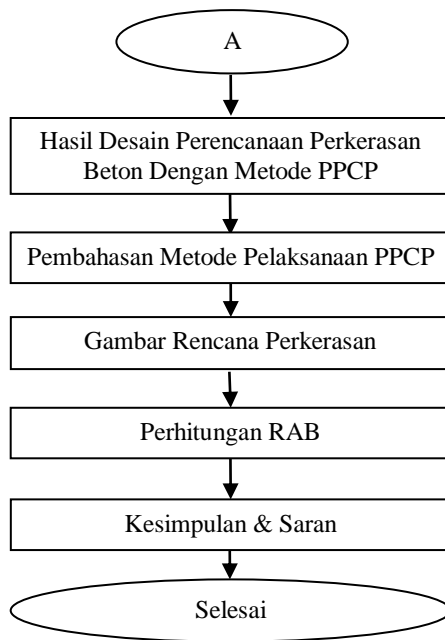 A
Hasil Desain Perencanaan Perkerasan
Beton Dengan Metode PPCP
Pembahasan Metode Pelaksanaan PPCP
Gambar Rencana Perkerasan
Perhitungan RAB
Kesimpulan & Saran
Selesai